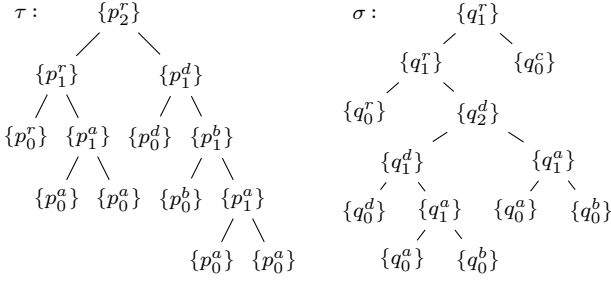 τ : {p_2^r} σ : {q_1^r}
{p_1^r} {p_1^d} {q_1^r} {q_0^c}
{p_0^r} {p_1^a} {p_0^d} {p_1^b} {q_0^r} {q_2^d}
{p_0^a} {p_0^a} {p_0^b} {p_1^a} {q_1^d} {q_1^a}
{p_0^a} {p_0^a} {q_0^d} {q_1^a} {q_0^a} {q_0^b}
{q_0^a} {q_0^b}